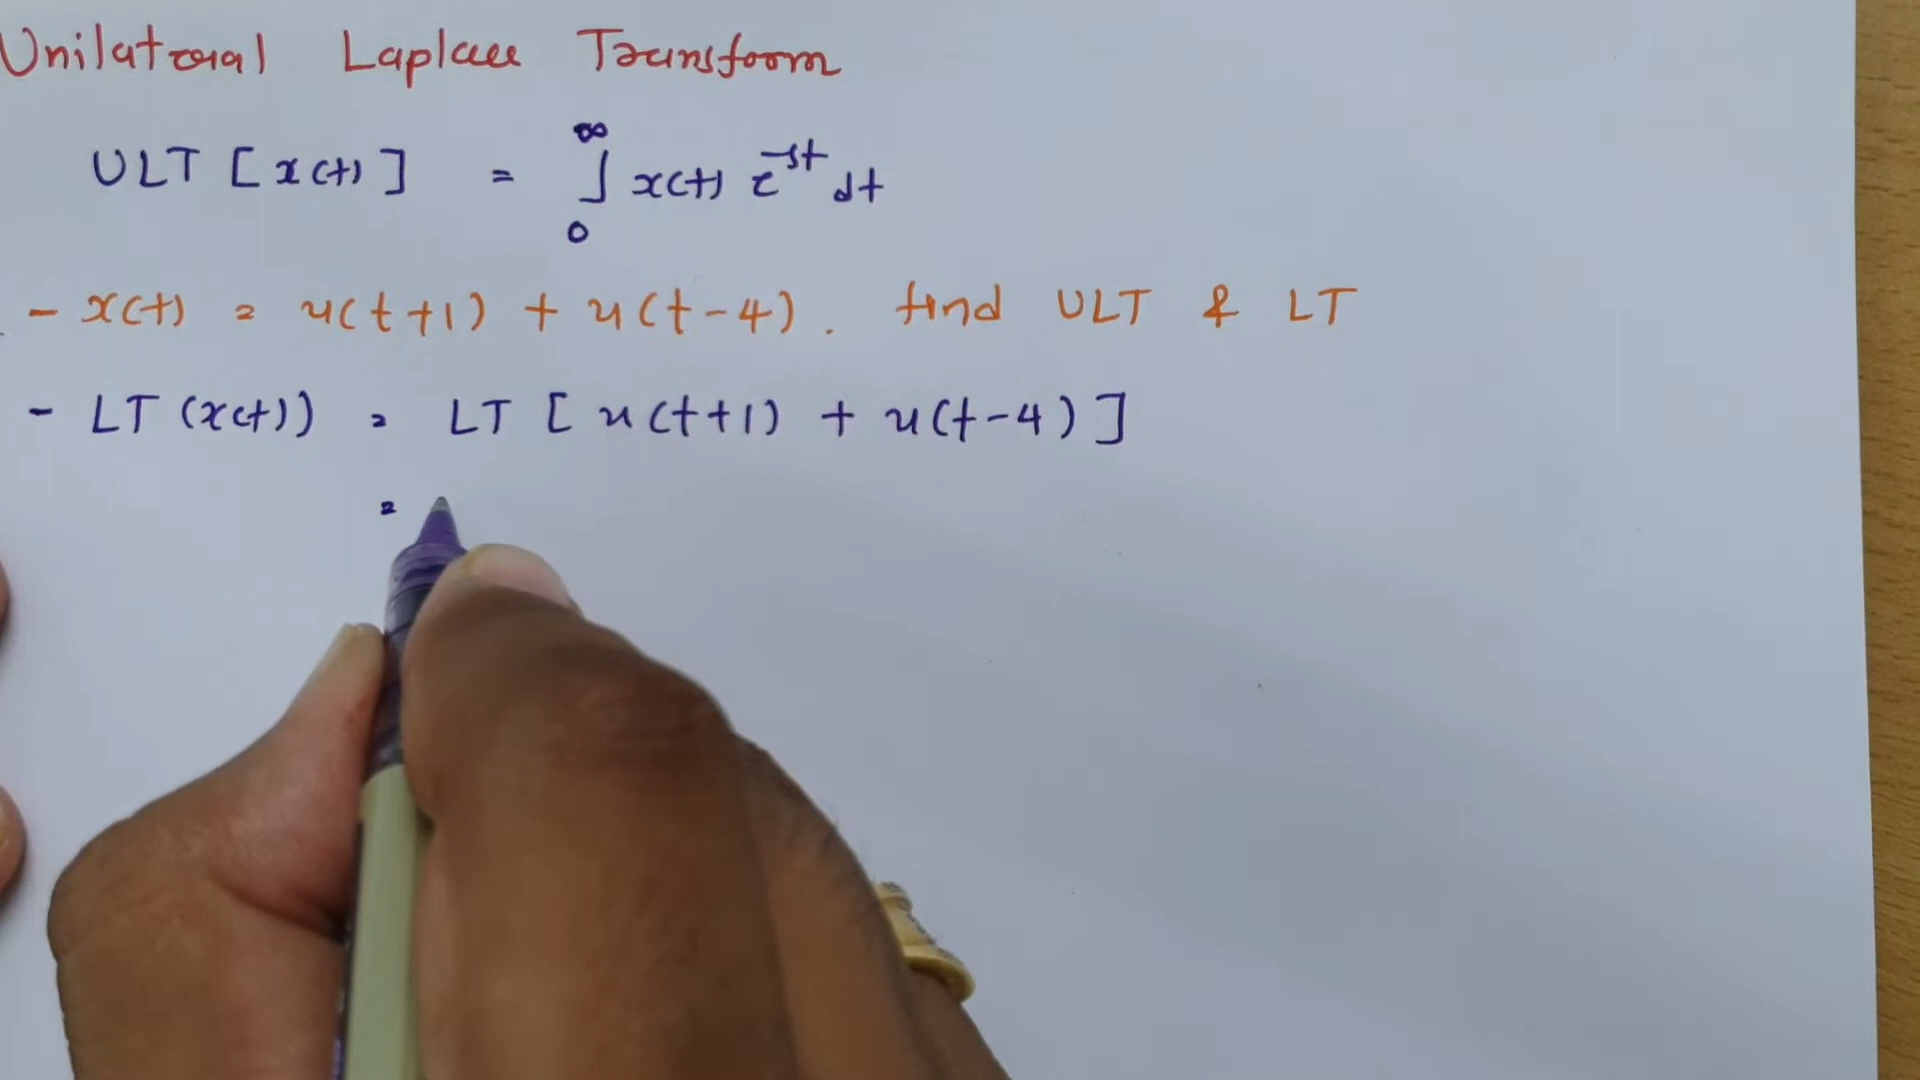 Unilateral Laplace Transform
ULT [x(t)] = ∫₀^∞ x(t) e^-st dt
- x(t) = u(t+1) + u(t-4). find ULT & LT
- LT (x(t)) = LT [u(t+1) + u(t-4)]
=